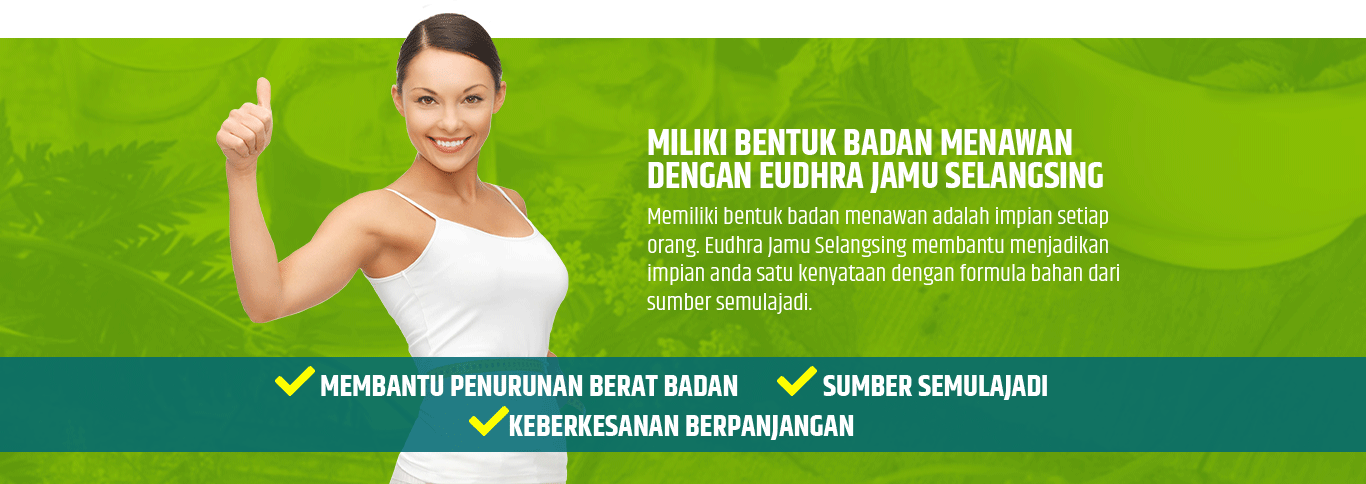 MILIKI BENTUK BADAN MENAWAN
DENGAN EUDHRA JAMU SELANGSING
Memiliki bentuk badan menawan adalah impian setiap
orang. Eudhra Jamu Selangsing membantu menjadikan
impian anda satu kenyataan dengan formula bahan dari
sumber semulajadi.
MEMBANTU PENURUNAN BERAT BADAN SUMBER SEMULAJADI
KEBERKESANAN BERPANJANGAN